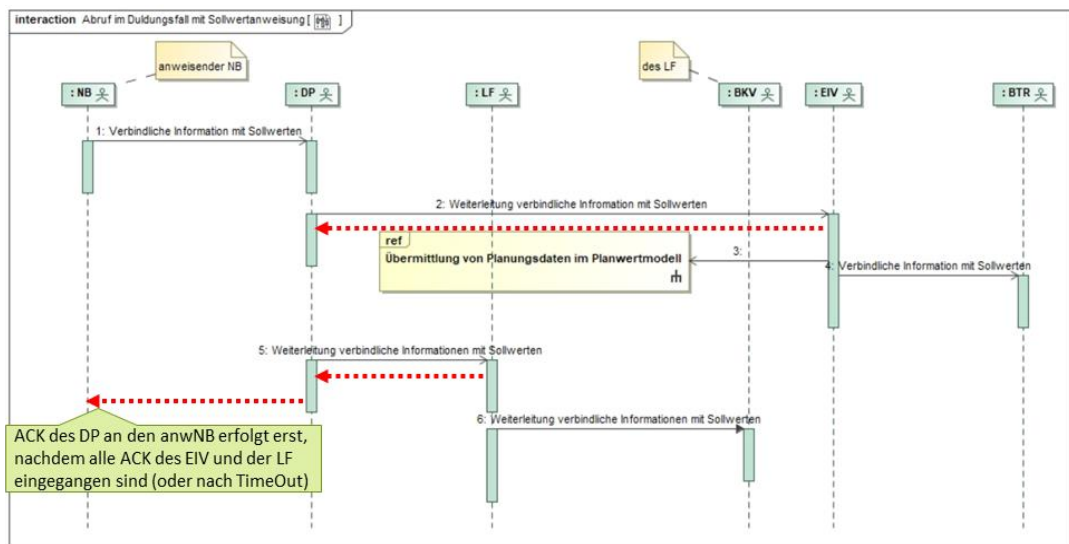 interaction Abruf im Duldungsfall mit Sollwertanweisung [ ]
anweisender NB
des LF
: NB
: DP
: LF
: BKV
: EIV
: BTR
1: Verbindliche Information mit Sollwerten
2: Weiterleitung verbindliche Infromation mit Sollwerten
ref
Übermittlung von Planungsdaten im Planwertmodell
3:
4: Verbindliche Information mit Sollwerten
5: Weiterleitung verbindliche Informationen mit Sollwerten
6: Weiterleitung verbindliche Informationen mit Sollwerten
ACK des DP an den anwNB erfolgt erst,
nachdem alle ACK des EIV und der LF
eingegangen sind (oder nach TimeOut)